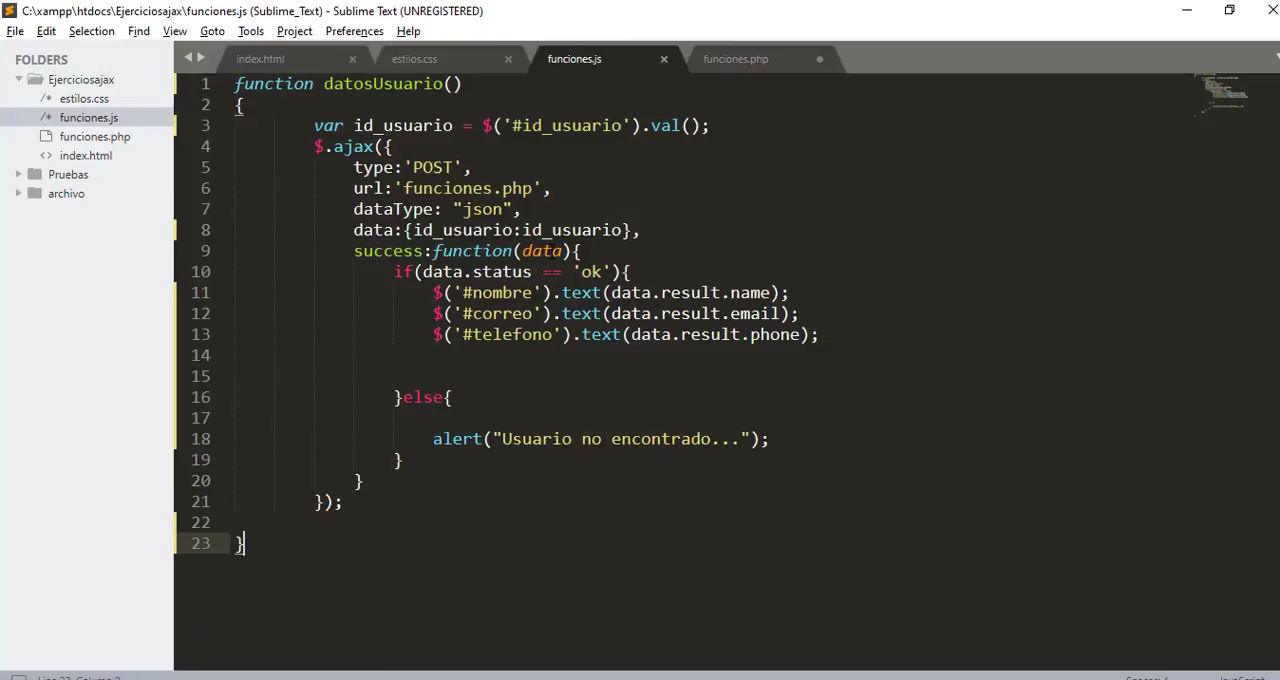 C:\xampp\htdocs\Ejerciciosajax\funciones.js (Sublime_Text) - Sublime Text (UNREGISTERED)
File Edit Selection Find View Goto Tools Project Preferences Help
FOLDERS
Ejerciciosajax
/* estilos.css
/* funciones.js
funciones.php
<> index.html
Pruebas
archivo
index.html × estilos.css × funciones.js × funciones.php
1 function datosUsuario()
2 {
3 var id_usuario = $('#id_usuario').val();
4 $.ajax({
5 type:'POST',
6 url:'funciones.php',
7 dataType: "json",
8 data:{id_usuario:id_usuario},
9 success:function(data){
10 if(data.status == 'ok'){
11 $('#nombre').text(data.result.name);
12 $('#correo').text(data.result.email);
13 $('#telefono').text(data.result.phone);
14
15
16 }else{
17
18 alert("Usuario no encontrado...");
19 }
20 }
21 });
22
23 }